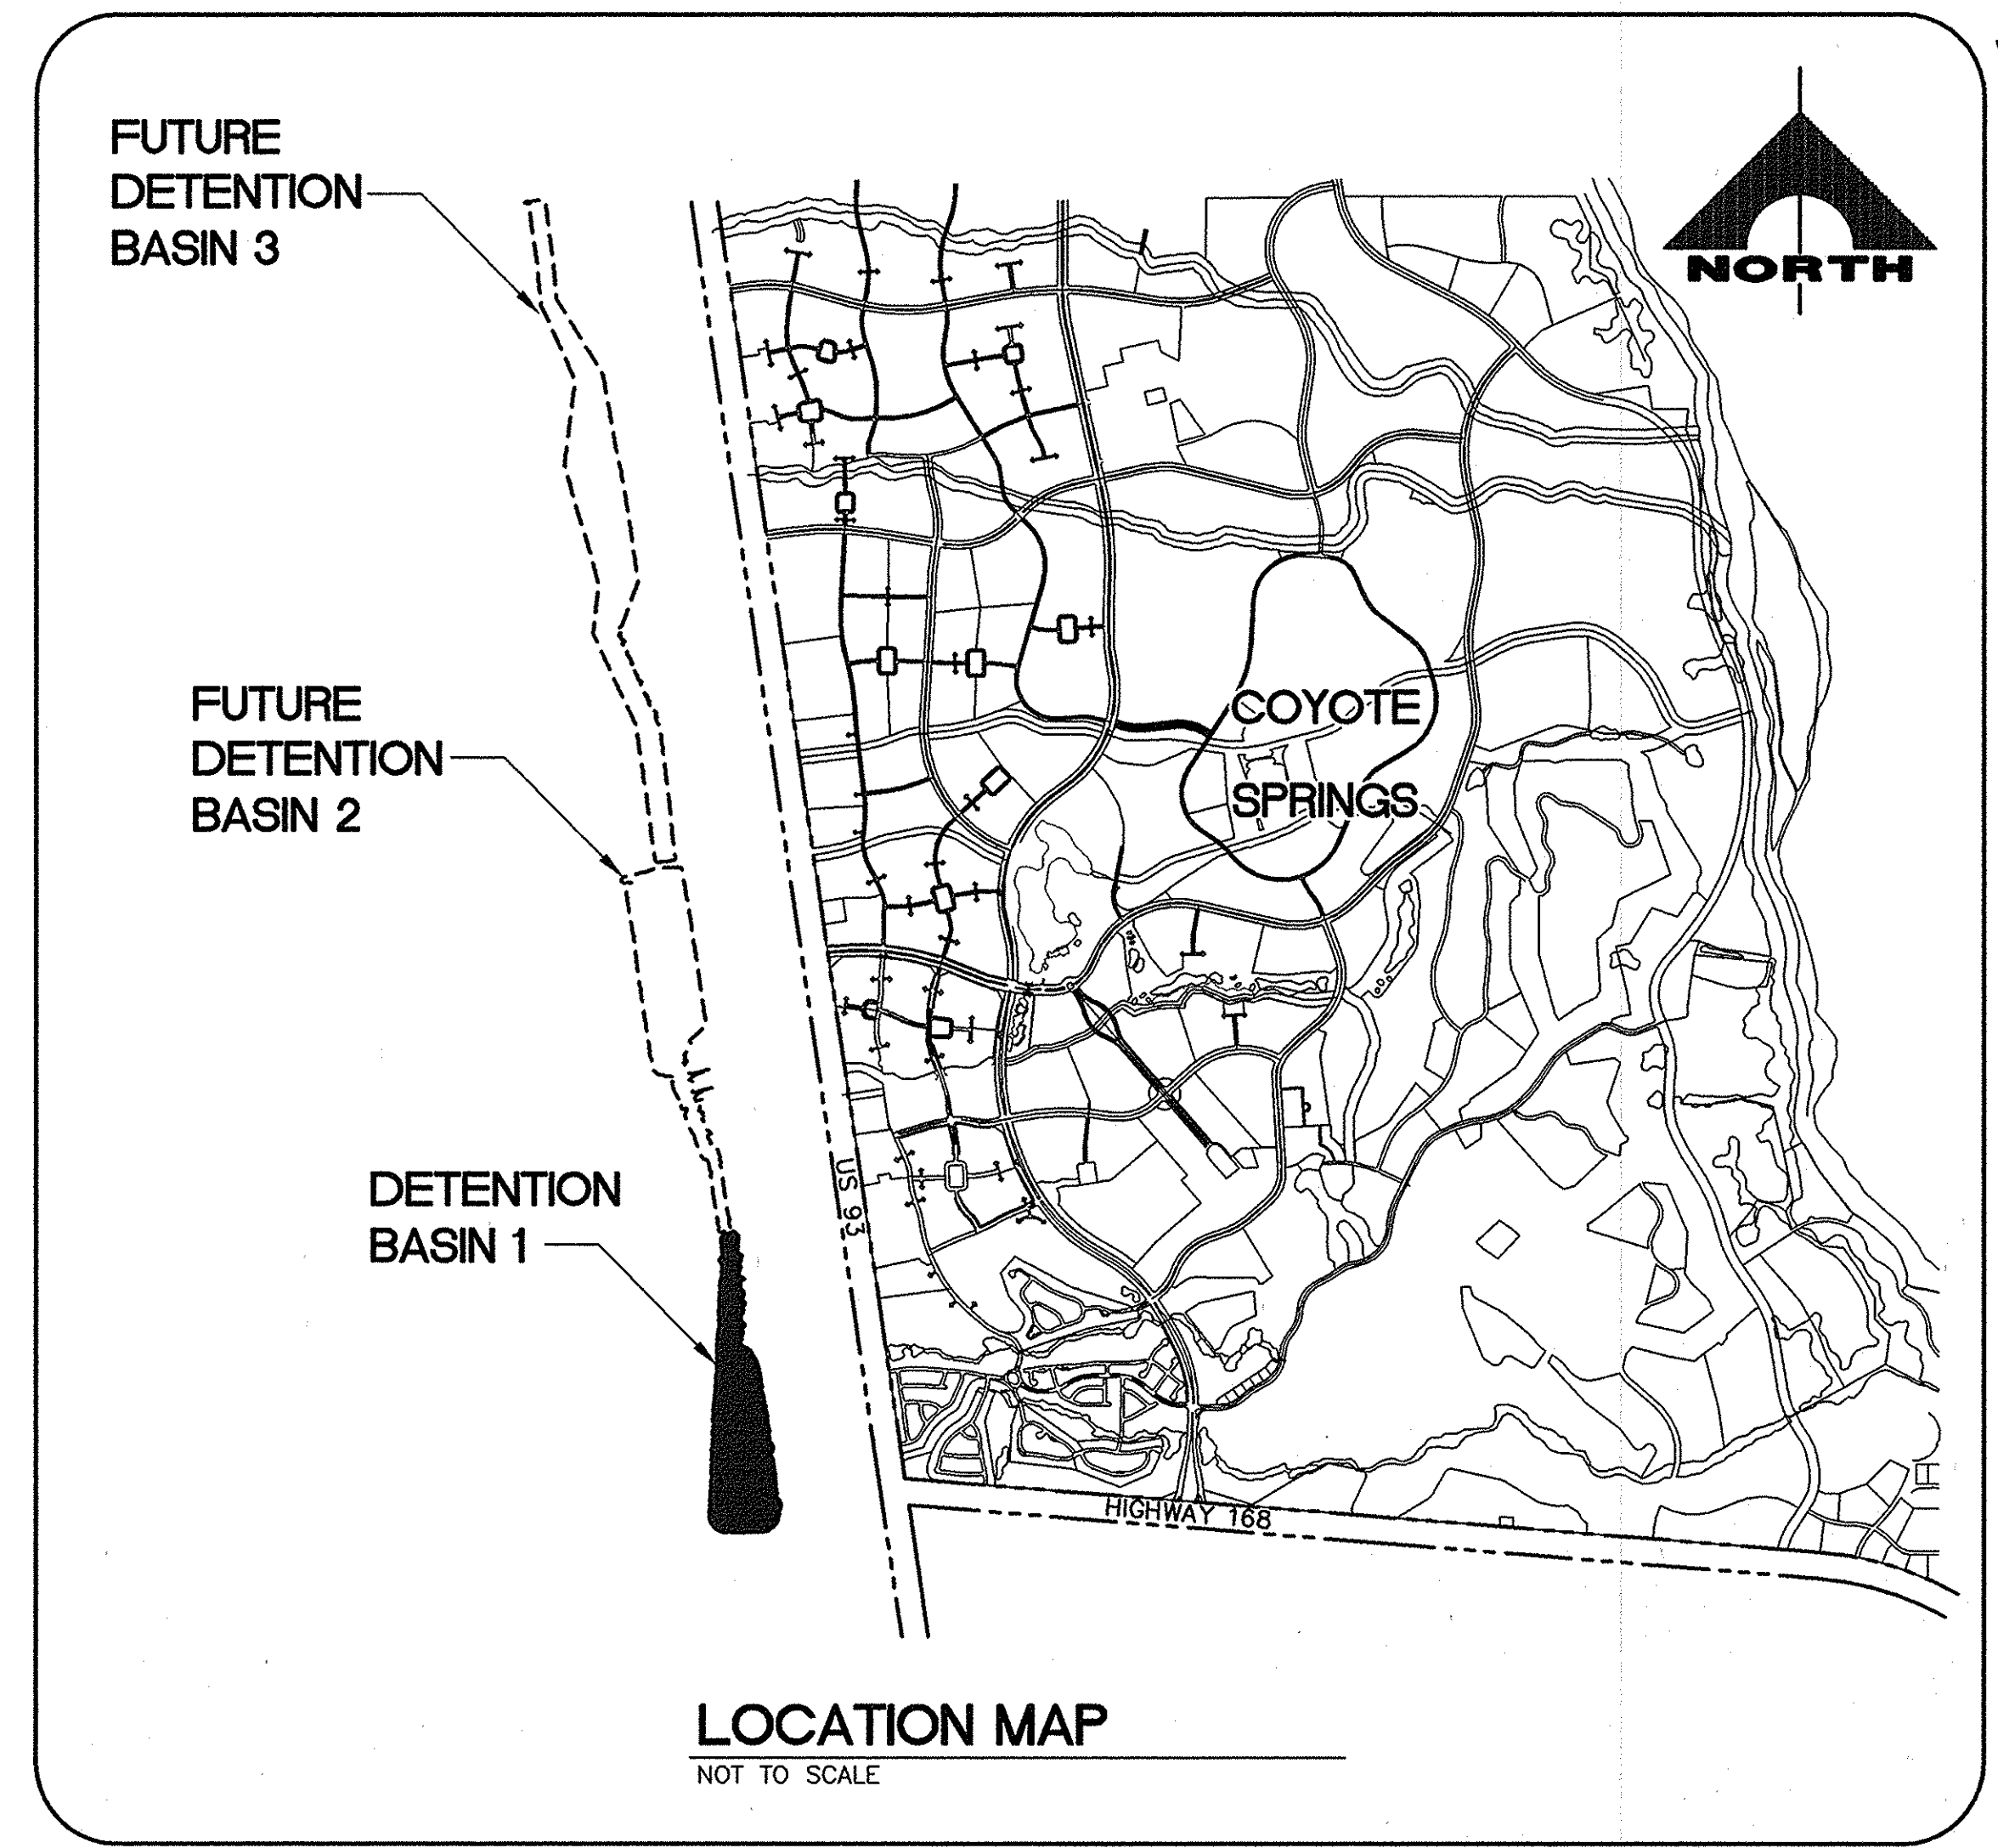 FUTURE
DETENTION
BASIN 3
NORTH
FUTURE
DETENTION
BASIN 2
COYOTE
SPRINGS
DETENTION
BASIN 1
US 93
HIGHWAY 168
LOCATION MAP
NOT TO SCALE